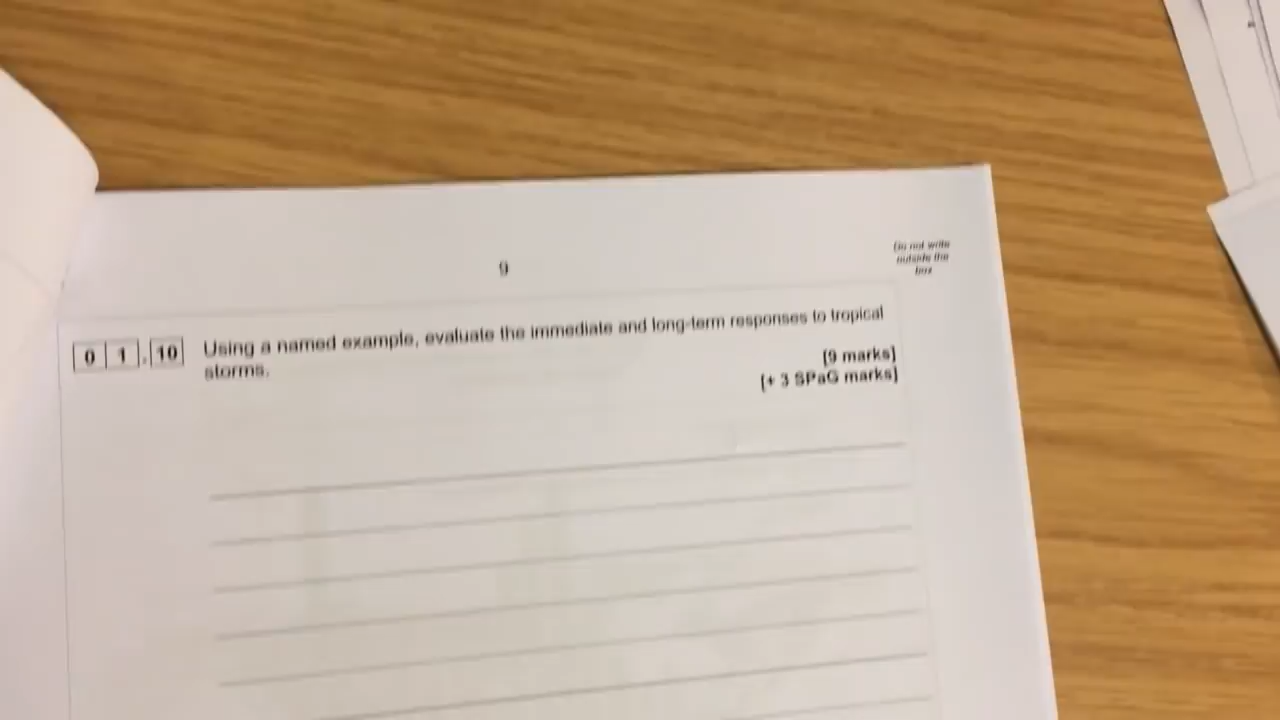 9
Do not write
outside the
box
0 1 . 10 Using a named example, evaluate the immediate and long-term responses to tropical
storms.
[9 marks]
[+ 3 SPaG marks]